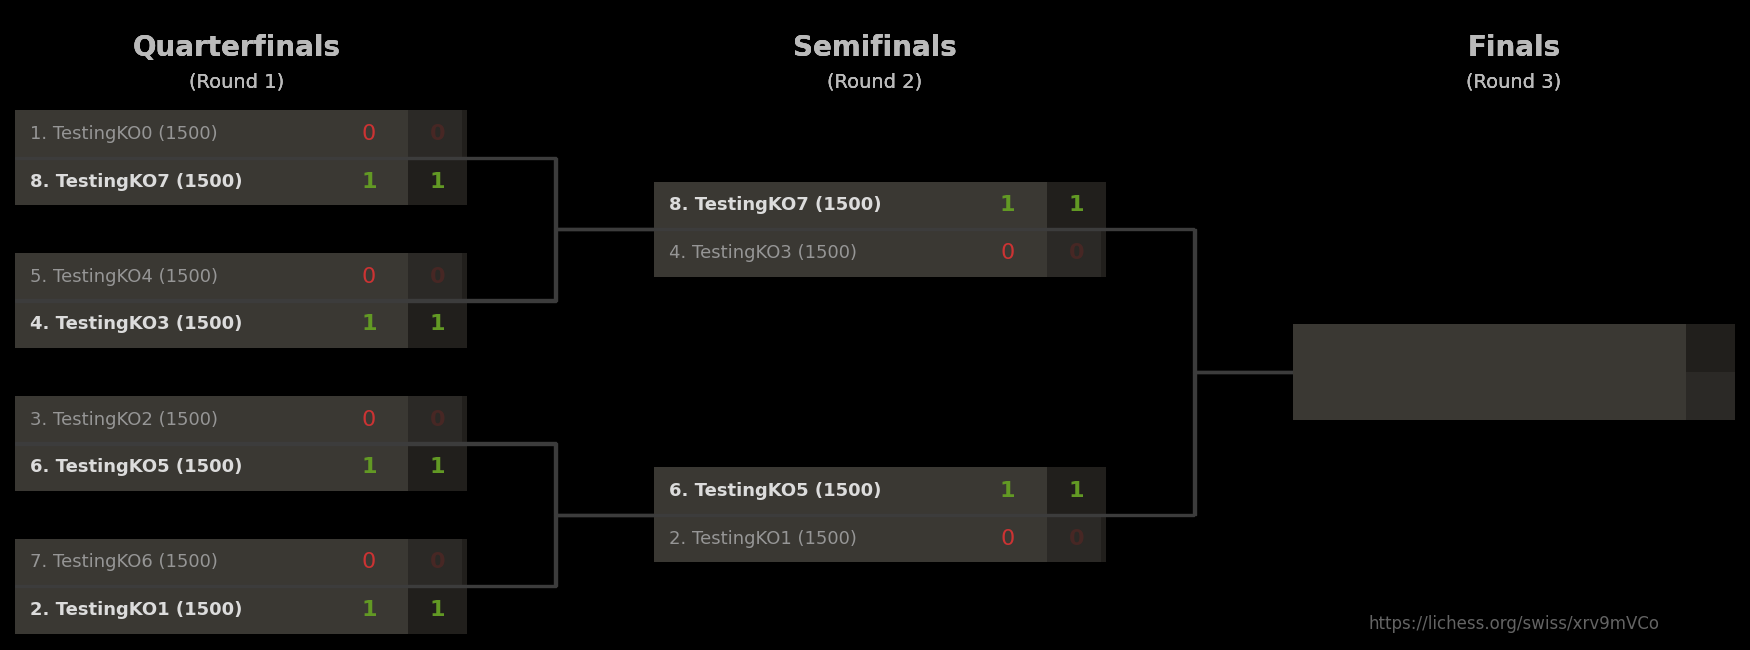 Quarterfinals
(Round 1)
1. TestingKO0 (1500) 0 0
8. TestingKO7 (1500) 1 1
5. TestingKO4 (1500) 0 0
4. TestingKO3 (1500) 1 1
3. TestingKO2 (1500) 0 0
6. TestingKO5 (1500) 1 1
7. TestingKO6 (1500) 0 0
2. TestingKO1 (1500) 1 1
Semifinals
(Round 2)
8. TestingKO7 (1500) 1 1
4. TestingKO3 (1500) 0 0
6. TestingKO5 (1500) 1 1
2. TestingKO1 (1500) 0 0
Finals
(Round 3)
https://lichess.org/swiss/xrv9mVCo